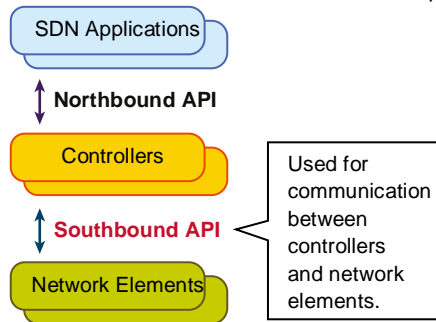 SDN Applications
Northbound API
Controllers
Southbound API
Used for
communication
between
controllers
and network
elements.
Network Elements